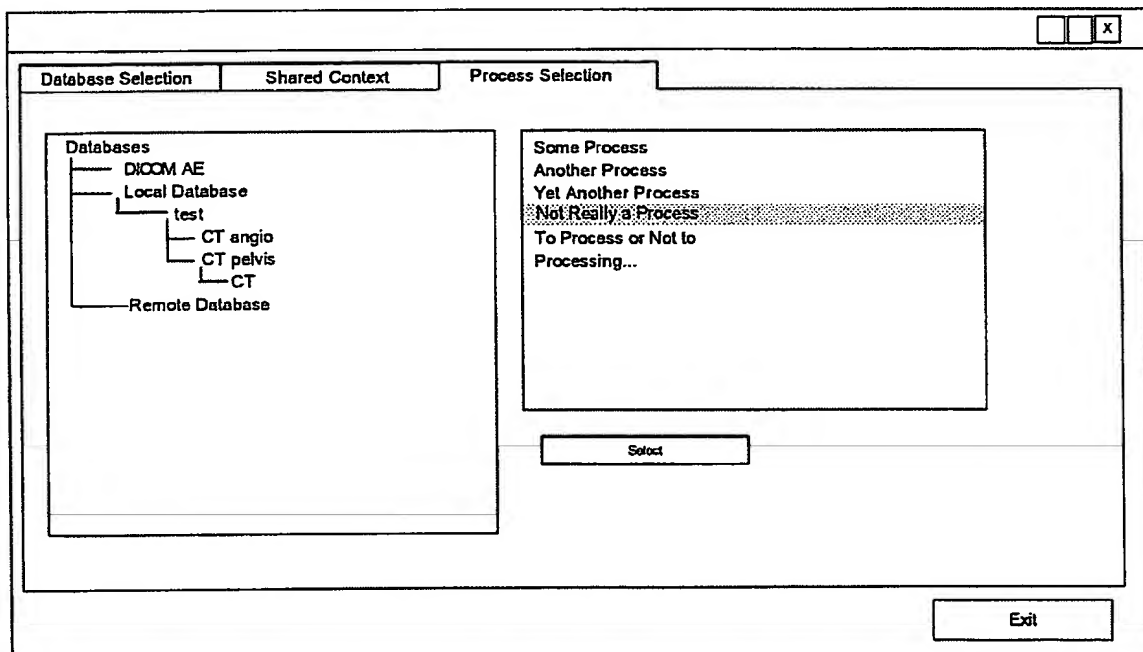 X
Database Selection
Shared Context
Process Selection
Databases
DICOM AE
Local Database
test
CT angio
CT pelvis
CT
Remote Database
Some Process
Another Process
Yet Another Process
Not Really a Process
To Process or Not to
Processing...
Select
Exit